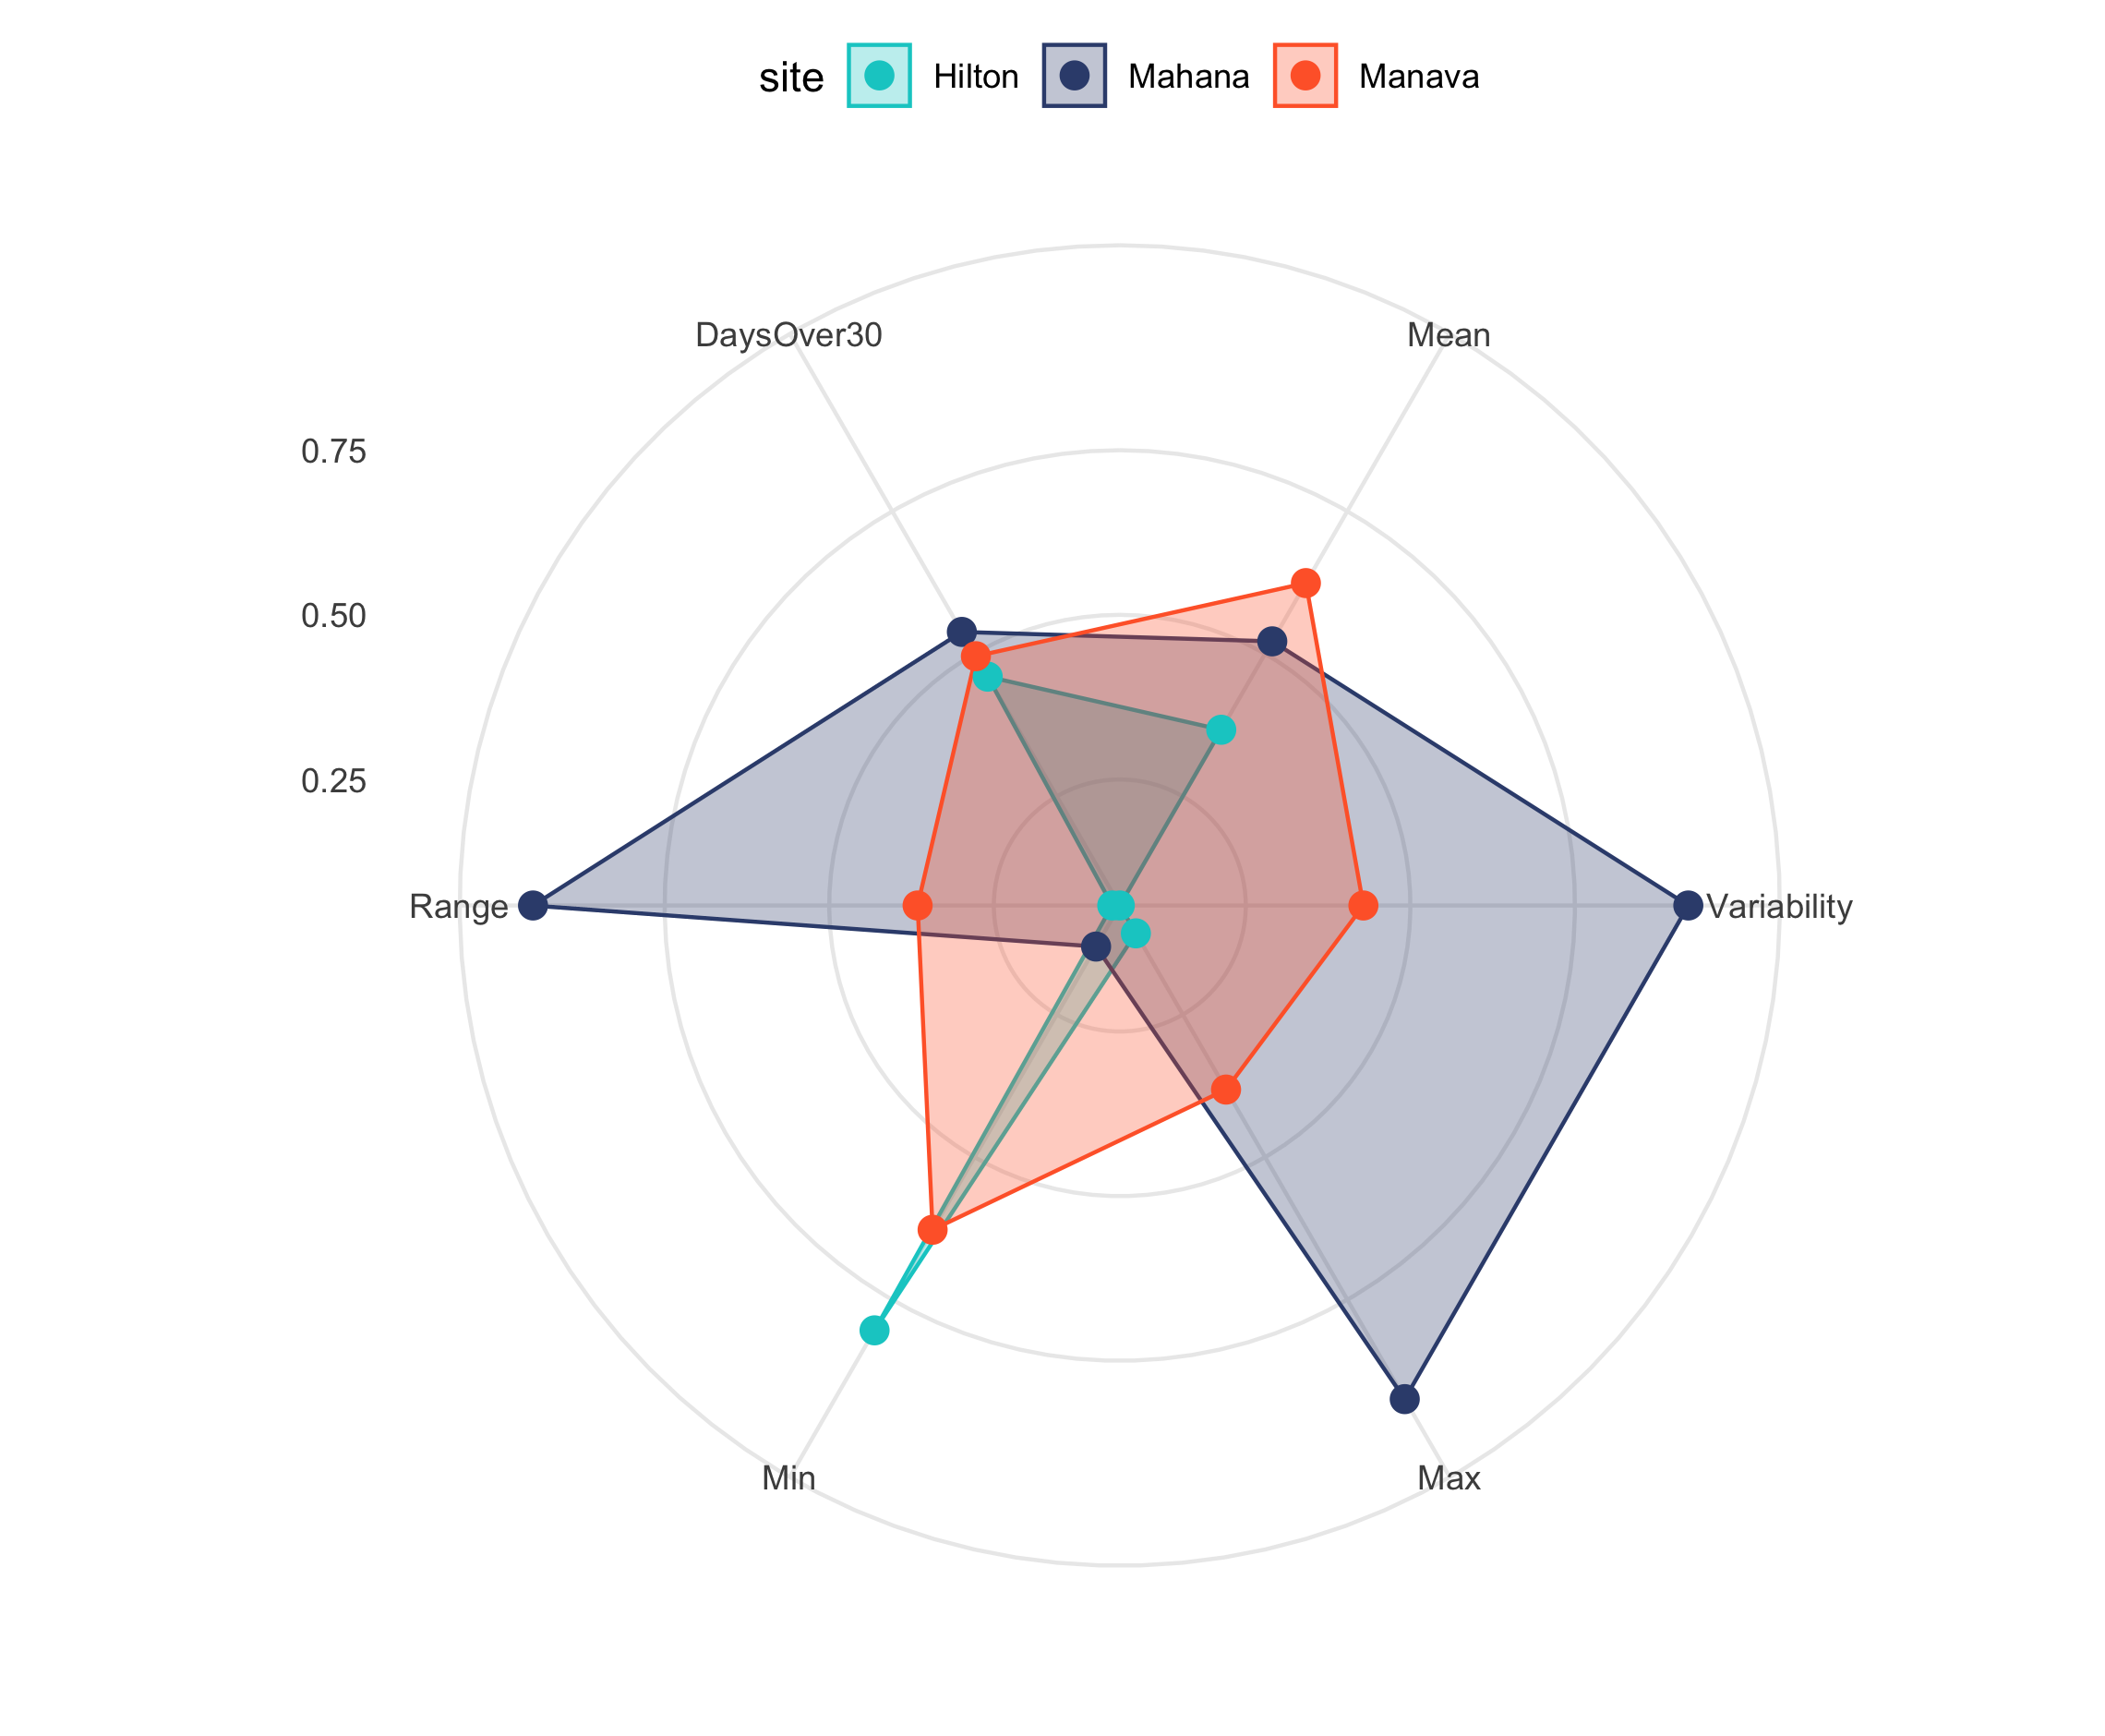 site Hilton Mahana Manava
DaysOver30 Mean
0.75
0.50
0.25
Range Variability
Min Max